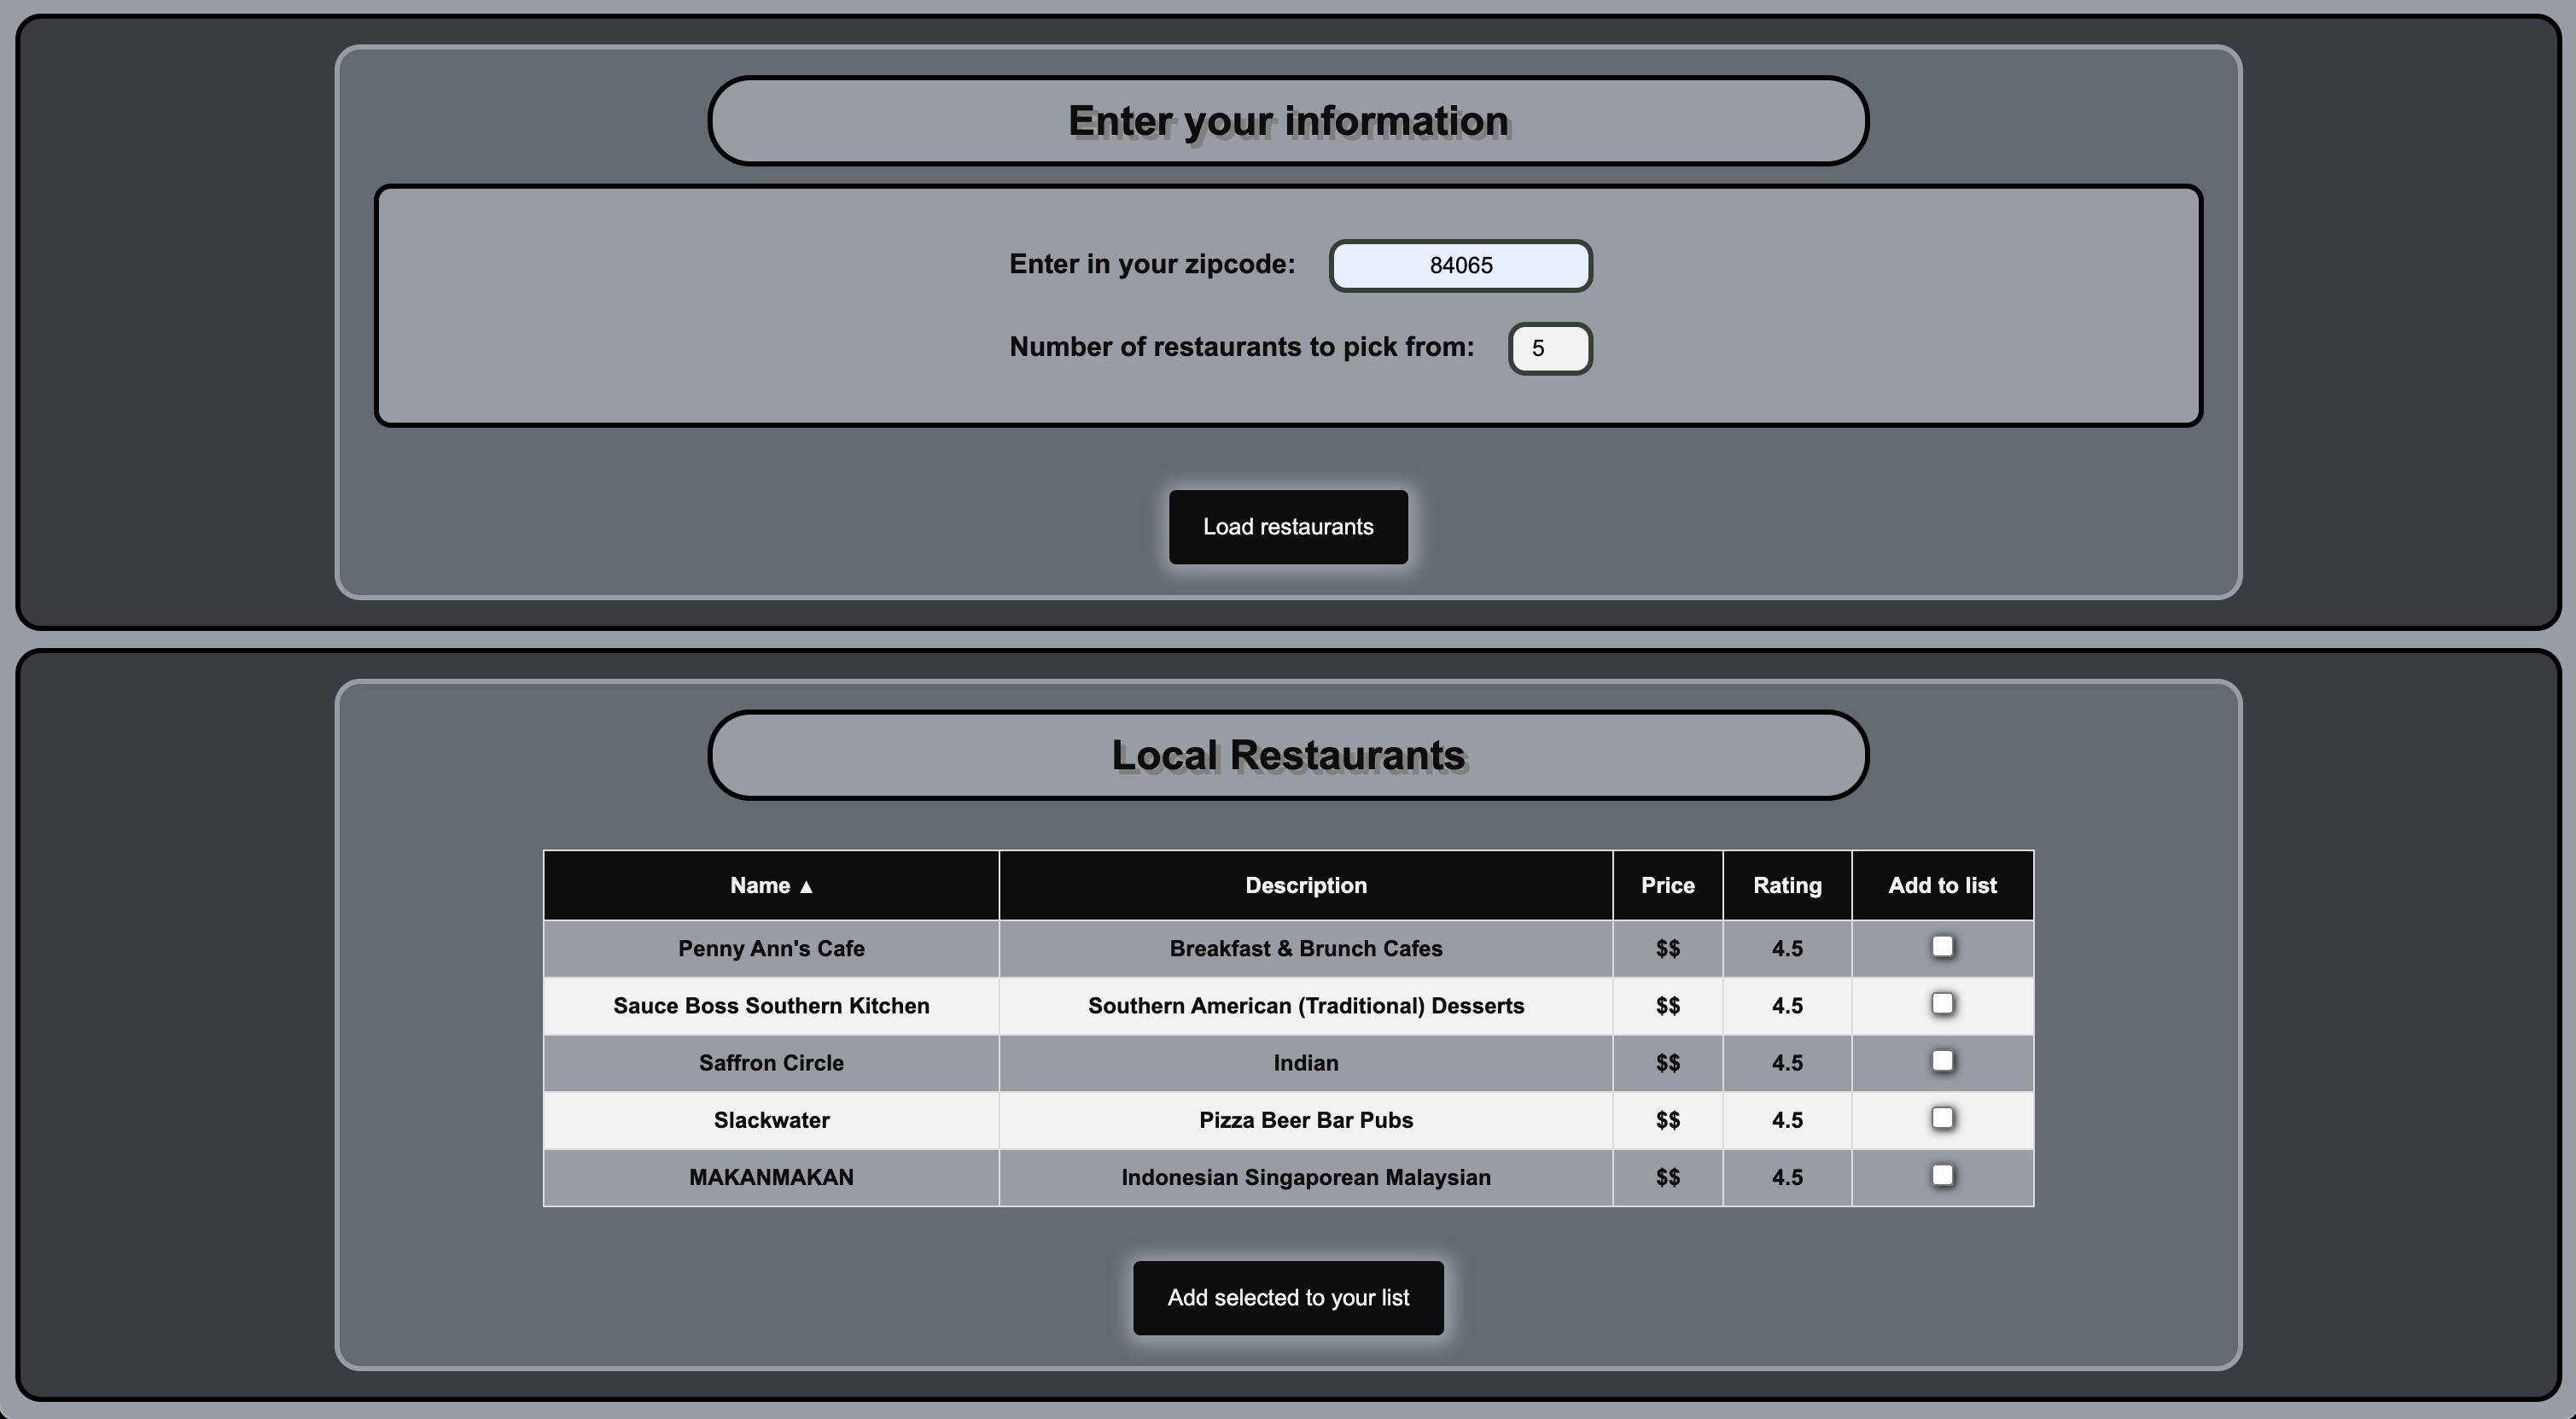 Enter your information
Enter in your zipcode: 84065
Number of restaurants to pick from: 5
Load restaurants
Local Restaurants
Name ▲ Description Price Rating Add to list
Penny Ann's Cafe Breakfast & Brunch Cafes $$ 4.5
Sauce Boss Southern Kitchen Southern American (Traditional) Desserts $$ 4.5
Saffron Circle Indian $$ 4.5
Slackwater Pizza Beer Bar Pubs $$ 4.5
MAKANMAKAN Indonesian Singaporean Malaysian $$ 4.5
Add selected to your list